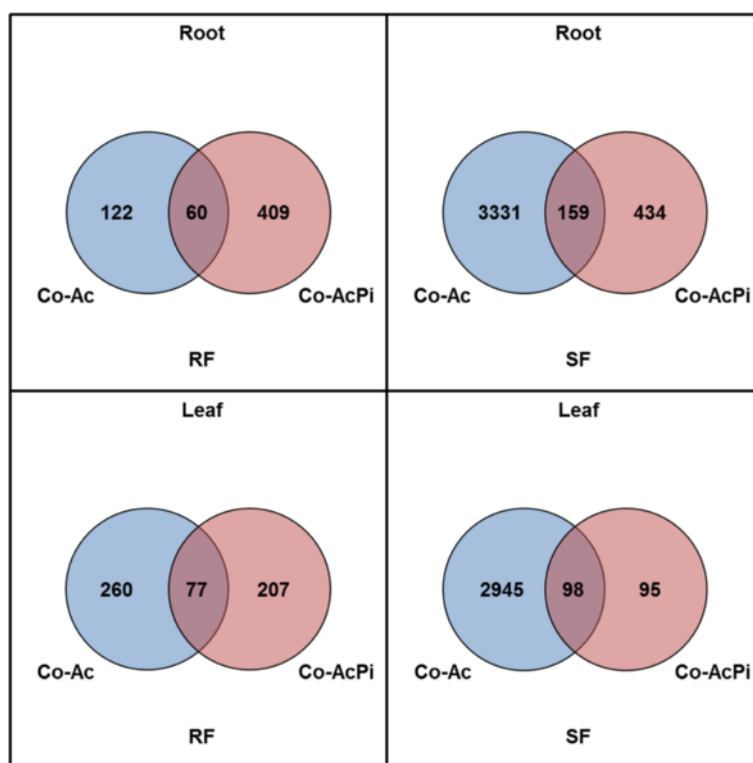 Root
122 60 409
Co-Ac Co-AcPi
RF
Root
3331 159 434
Co-Ac Co-AcPi
SF
Leaf
260 77 207
Co-Ac Co-AcPi
RF
Leaf
2945 98 95
Co-Ac Co-AcPi
SF